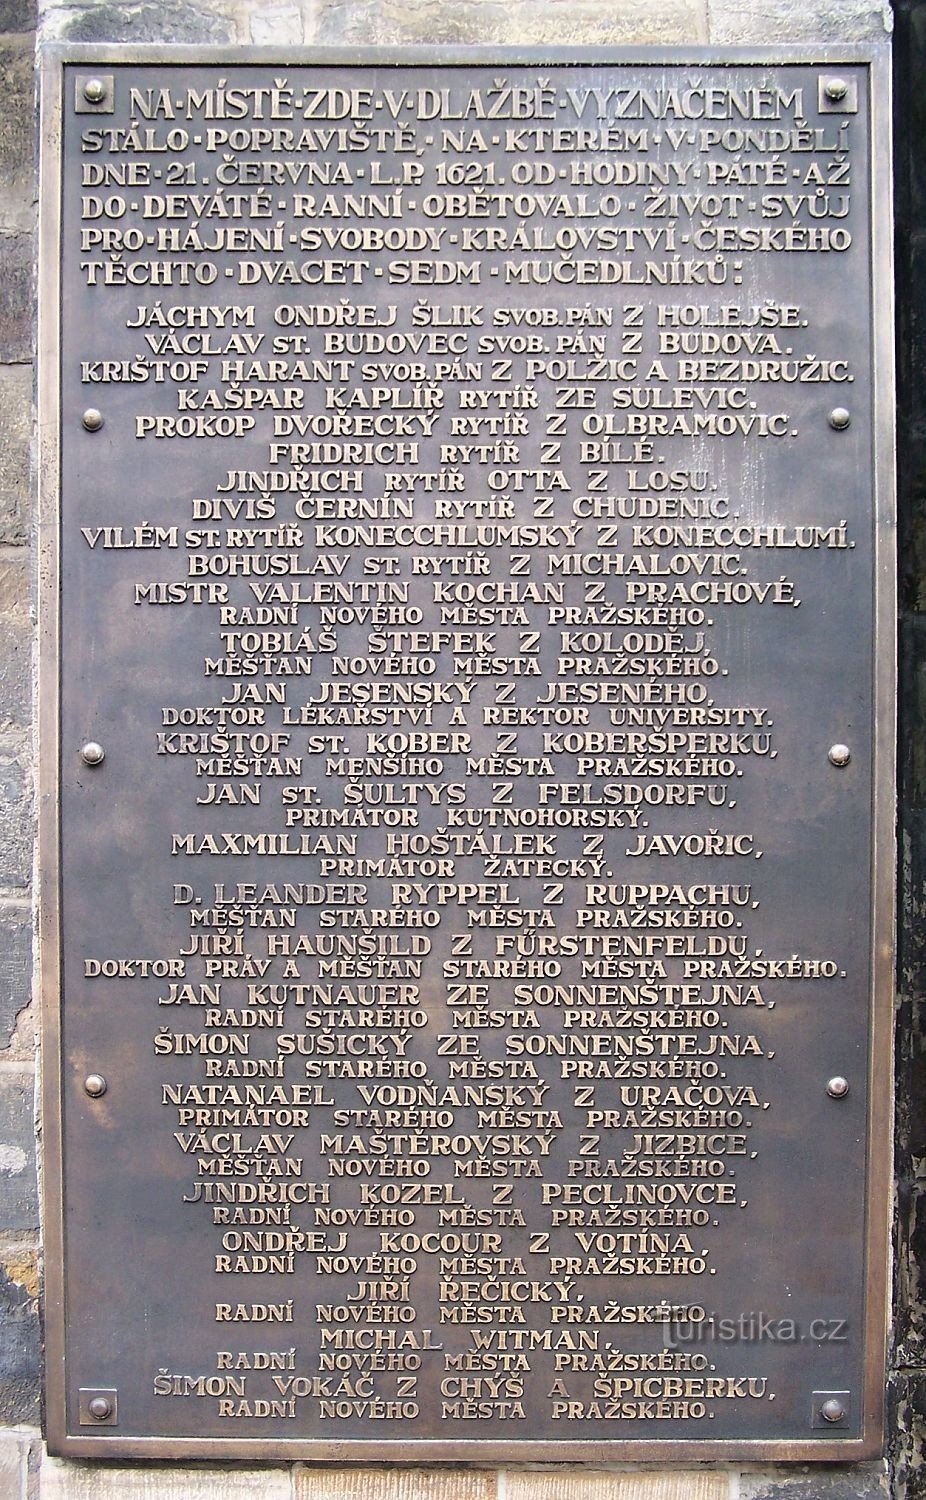 NA·MÍSTĚ·ZDE·V·DLAŽBĚ·VYZNAČENÉM
STÁLO·POPRAVIŠTĚ,·NA·KTERÉM·V·PONDĚLÍ
DNE·21. ČERVNA·L.P. 1621. OD·HODINY·PÁTÉ·AŽ
DO·DEVÁTÉ·RANNÍ·OBĚTOVALO·ŽIVOT·SVŮJ
PRO·HÁJENÍ·SVOBODY·KRÁLOVSTVÍ·ČESKÉHO
TĚCHTO·DVACET·SEDM·MUČEDLNÍKŮ:
JÁCHYM ONDŘEJ ŠLIK SVOB.PÁN Z HOLEJŠE.
VÁCLAV ST. BUDOVEC SVOB.PÁN Z BUDOVA.
KRIŠTOF HARANT SVOB.PÁN Z POLŽIC A BEZDRUŽIC.
KAŠPAR KAPLÍŘ RYTÍŘ ZE SULEVIC.
PROKOP DVOŘECKÝ RYTÍŘ Z OLBRAMOVIC.
FRIDRICH RYTÍŘ Z BÍLÉ.
JINDŘICH RYTÍŘ OTTA Z LOSU.
DIVIŠ ČERNÍN RYTÍŘ Z CHUDENIC.
VILÉM ST. RYTÍŘ KONECCHLUMSKÝ Z KONECCHLUMÍ.
BOHUSLAV ST. RYTÍŘ Z MICHALOVIC.
MISTR VALENTIN KOCHAN Z PRACHOVÉ,
RADNÍ NOVÉHO MĚSTA PRAŽSKÉHO.
TOBIÁŠ ŠTEFEK Z KOLODĚJ,
MĚŠŤAN NOVÉHO MĚSTA PRAŽSKÉHO.
JAN JESENSKÝ Z JESENÉHO,
DOKTOR LÉKAŘSTVÍ A REKTOR UNIVERSITY.
KRIŠTOF ST. KOBER Z KOBERŠPERKU,
MĚŠŤAN MENŠÍHO MĚSTA PRAŽSKÉHO.
JAN ST. ŠULTYS Z FELSDORFU,
PRIMÁTOR KUTNOHORSKÝ.
MAXMILIAN HOŠTÁLEK Z JAVOŘIC,
PRIMÁTOR ŽATECKÝ.
D. LEANDER RYPPEL Z RUPPACHU,
MĚŠŤAN STARÉHO MĚSTA PRAŽSKÉHO.
JIŘÍ HAUNŠILD Z FŰRSTENFELDU,
DOKTOR PRÁV A MĚŠŤAN STARÉHO MĚSTA PRAŽSKÉHO.
JAN KUTNAUER ZE SONNENŠTEJNA,
RADNÍ STARÉHO MĚSTA PRAŽSKÉHO.
ŠIMON SUŠICKÝ ZE SONNENŠTEJNA,
RADNÍ STARÉHO MĚSTA PRAŽSKÉHO.
NATANAEL VODŇANSKÝ Z URAČOVA,
PRIMÁTOR STARÉHO MĚSTA PRAŽSKÉHO.
VÁCLAV MAŠTĚROVSKÝ Z JIZBICE,
MĚŠŤAN NOVÉHO MĚSTA PRAŽSKÉHO.
JINDŘICH KOZEL Z PECLINOVCE,
RADNÍ NOVÉHO MĚSTA PRAŽSKÉHO.
ONDŘEJ KOCOUR Z VOTÍNA,
RADNÍ NOVÉHO MĚSTA PRAŽSKÉHO.
JIŘÍ ŘEČICKÝ,
RADNÍ NOVÉHO MĚSTA PRAŽSKÉHO.
MICHAL WITMAN,
RADNÍ NOVÉHO MĚSTA PRAŽSKÉHO.
ŠIMON VOKÁČ Z CHÝŠ A ŠPICBERKU,
RADNÍ NOVÉHO MĚSTA PRAŽSKÉHO.
turistika.cz